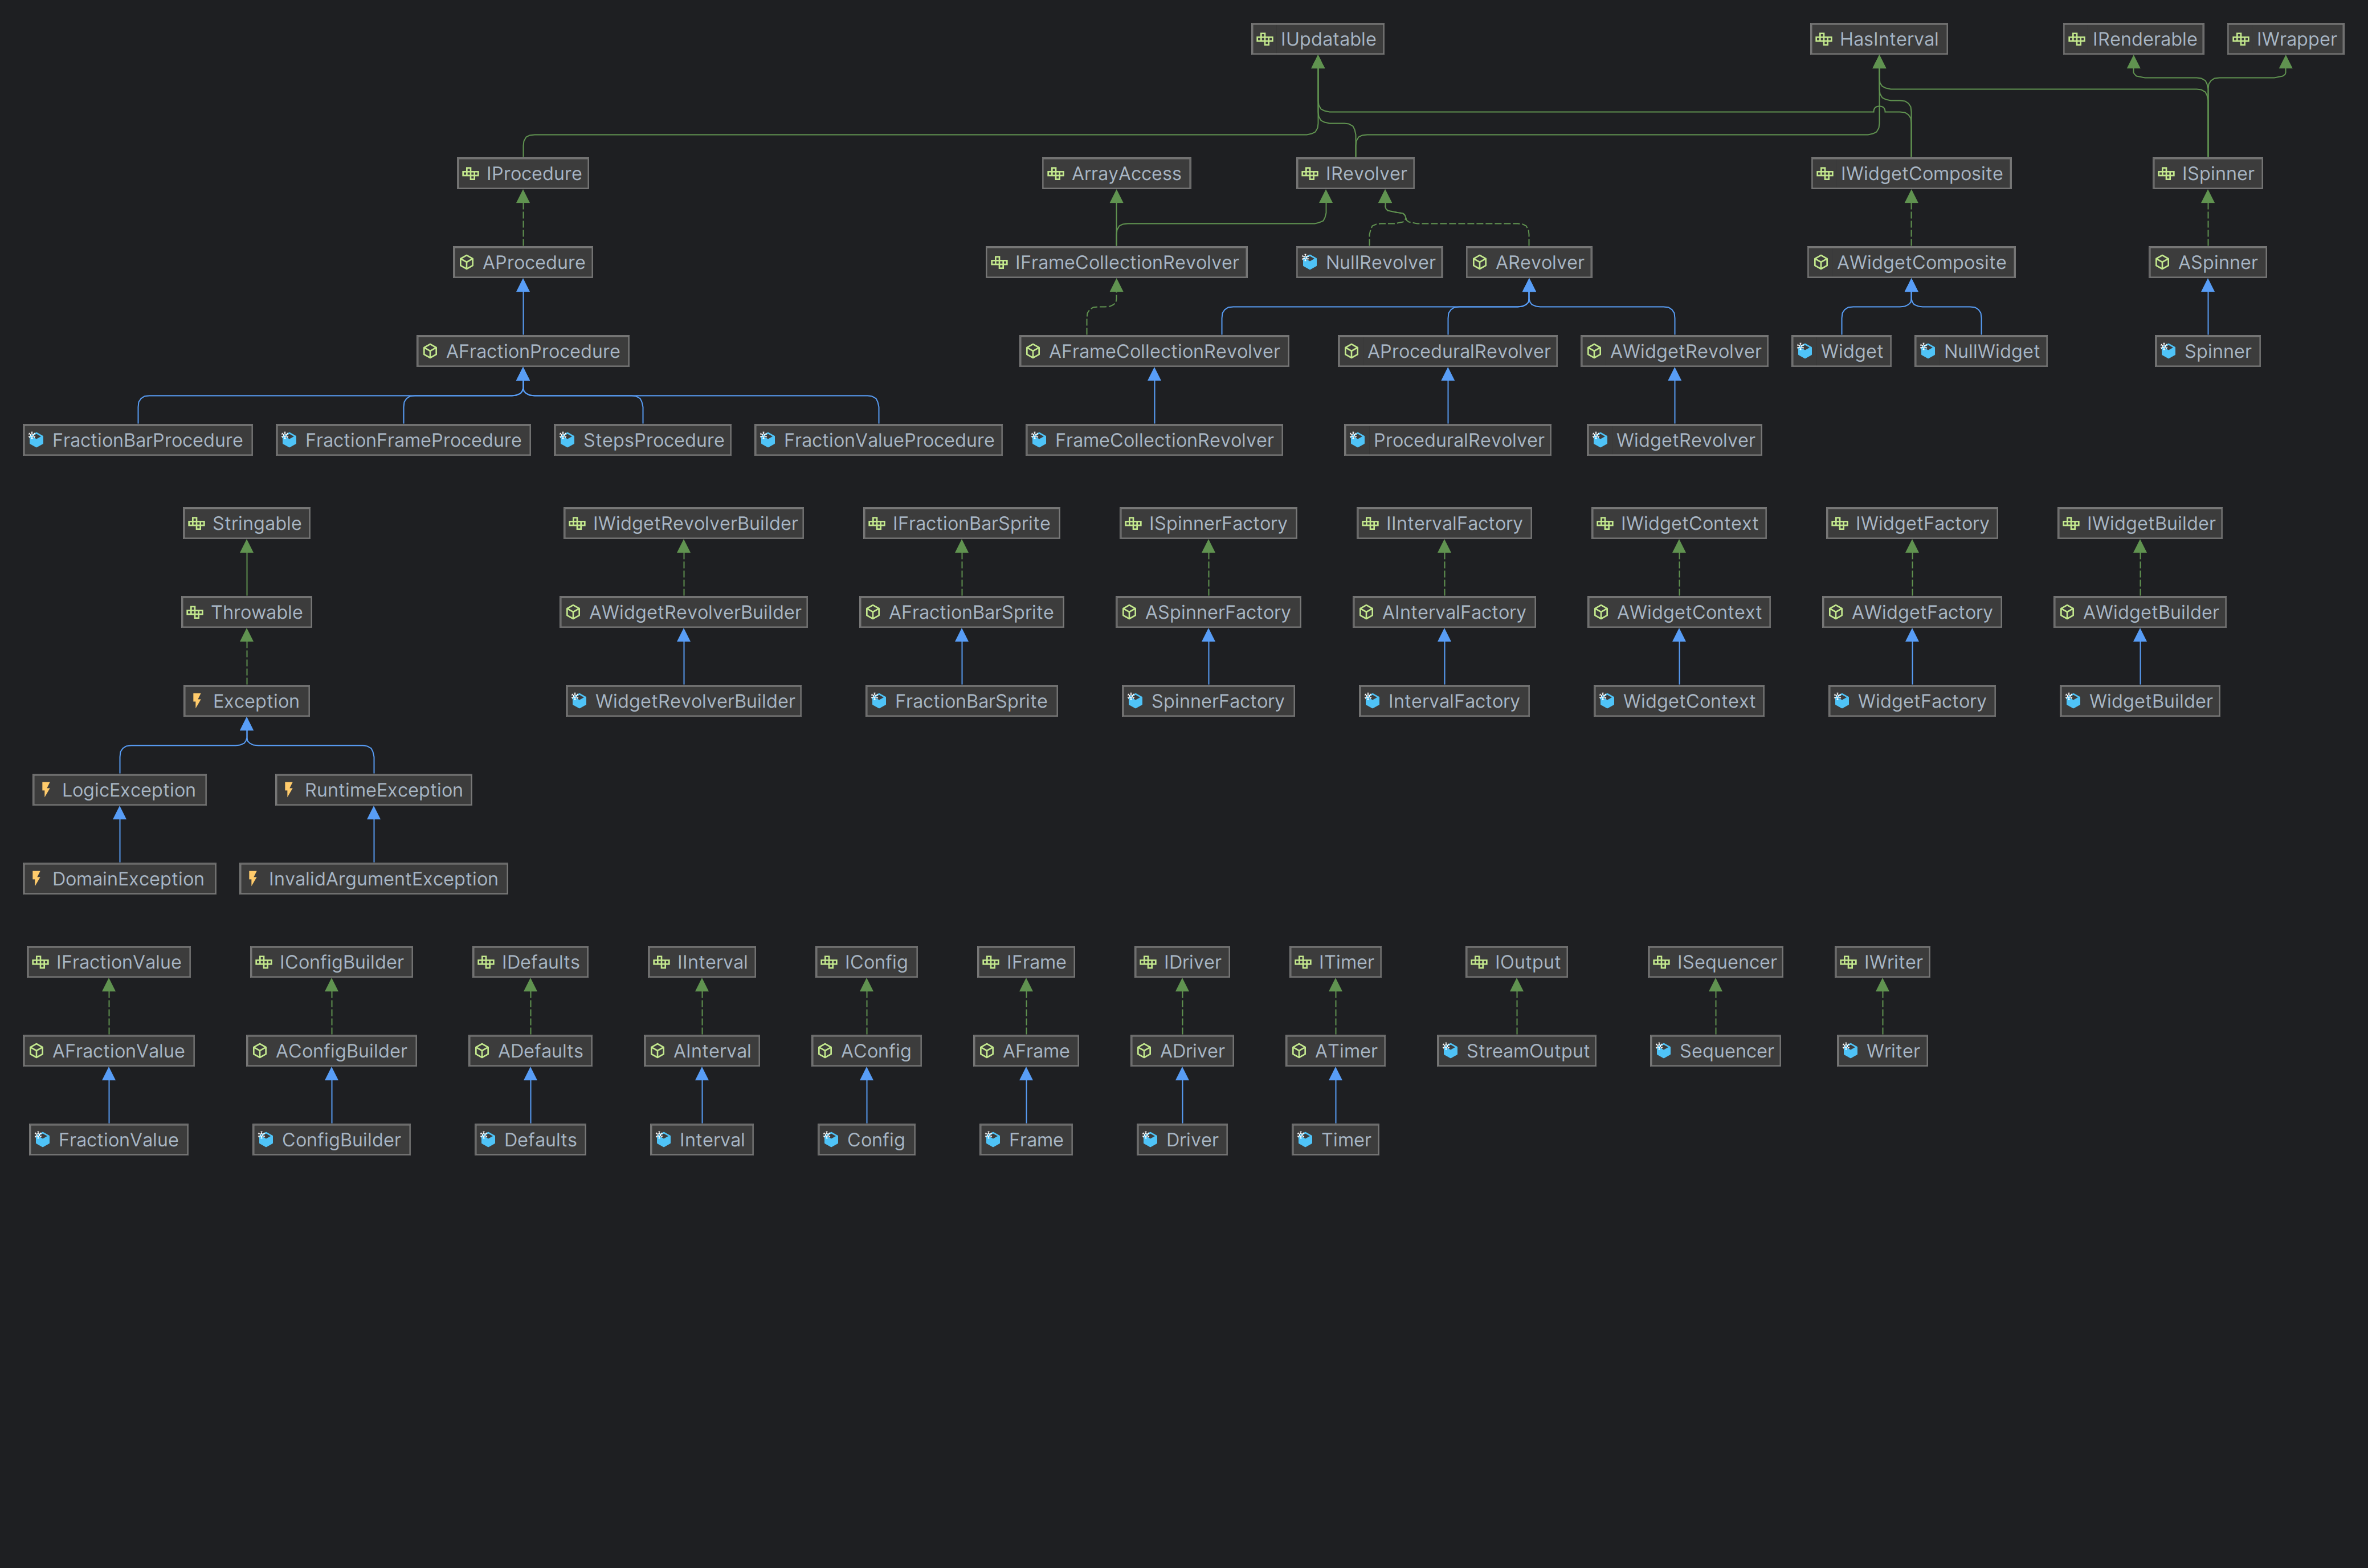 IUpdatable
HasInterval
IRenderable
IWrapper
IProcedure
ArrayAccess
IRevolver
IWidgetComposite
ISpinner
AProcedure
IFrameCollectionRevolver
NullRevolver
ARevolver
AWidgetComposite
ASpinner
AFractionProcedure
AFrameCollectionRevolver
AProceduralRevolver
AWidgetRevolver
Widget
NullWidget
Spinner
FractionBarProcedure
FractionFrameProcedure
StepsProcedure
FractionValueProcedure
FrameCollectionRevolver
ProceduralRevolver
WidgetRevolver
Stringable
IWidgetRevolverBuilder
IFractionBarSprite
ISpinnerFactory
IIntervalFactory
IWidgetContext
IWidgetFactory
IWidgetBuilder
Throwable
AWidgetRevolverBuilder
AFractionBarSprite
ASpinnerFactory
AIntervalFactory
AWidgetContext
AWidgetFactory
AWidgetBuilder
Exception
WidgetRevolverBuilder
FractionBarSprite
SpinnerFactory
IntervalFactory
WidgetContext
WidgetFactory
WidgetBuilder
LogicException
RuntimeException
DomainException
InvalidArgumentException
IFractionValue
IConfigBuilder
IDefaults
IInterval
IConfig
IFrame
IDriver
ITimer
IOutput
ISequencer
IWriter
AFractionValue
AConfigBuilder
ADefaults
AInterval
AConfig
AFrame
ADriver
ATimer
StreamOutput
Sequencer
Writer
FractionValue
ConfigBuilder
Defaults
Interval
Config
Frame
Driver
Timer